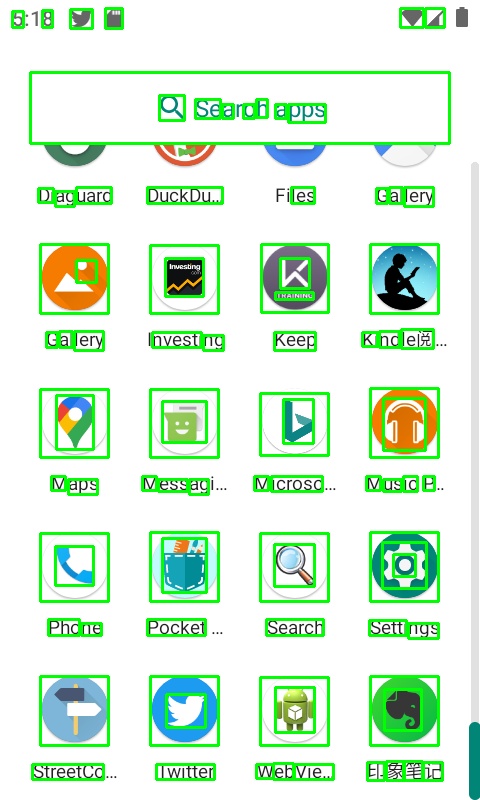 5:18
Search apps
Diaguard DuckDu... Files Gallery
Investing
.com
TRAINING
Gallery Investing Keep Kindle阅...
Maps Messagi... Microso... Music P...
Phone Pocket ... Search Settings
StreetCo... Twitter WebVie... 印象笔记